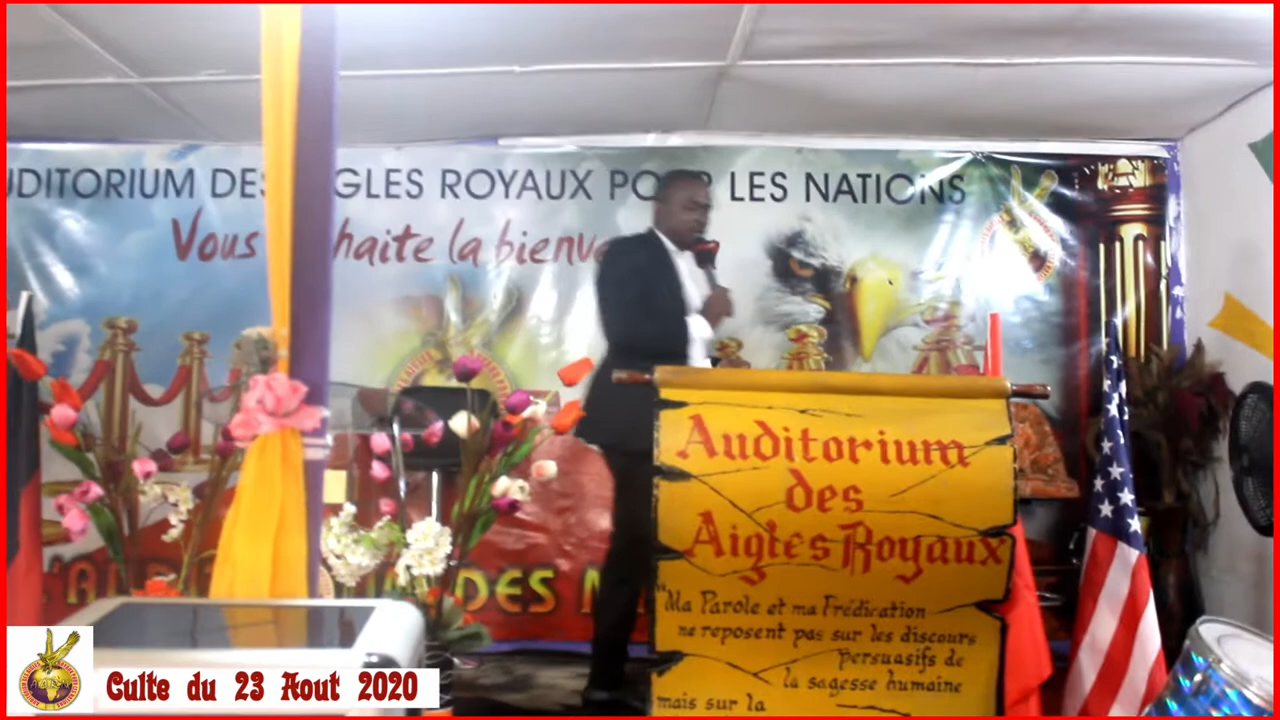 UDITORIUM DES IGLES ROYAUX PO R LES NATIONS
Vous haite la bienve
Auditorium
des
Aigles Royaux
"Ma Parole et ma Prédication
ne reposent pas sur les discours
persuasifs de
la sagesse humaine
mais sur la
DES
Culte du 23 Aout 2020